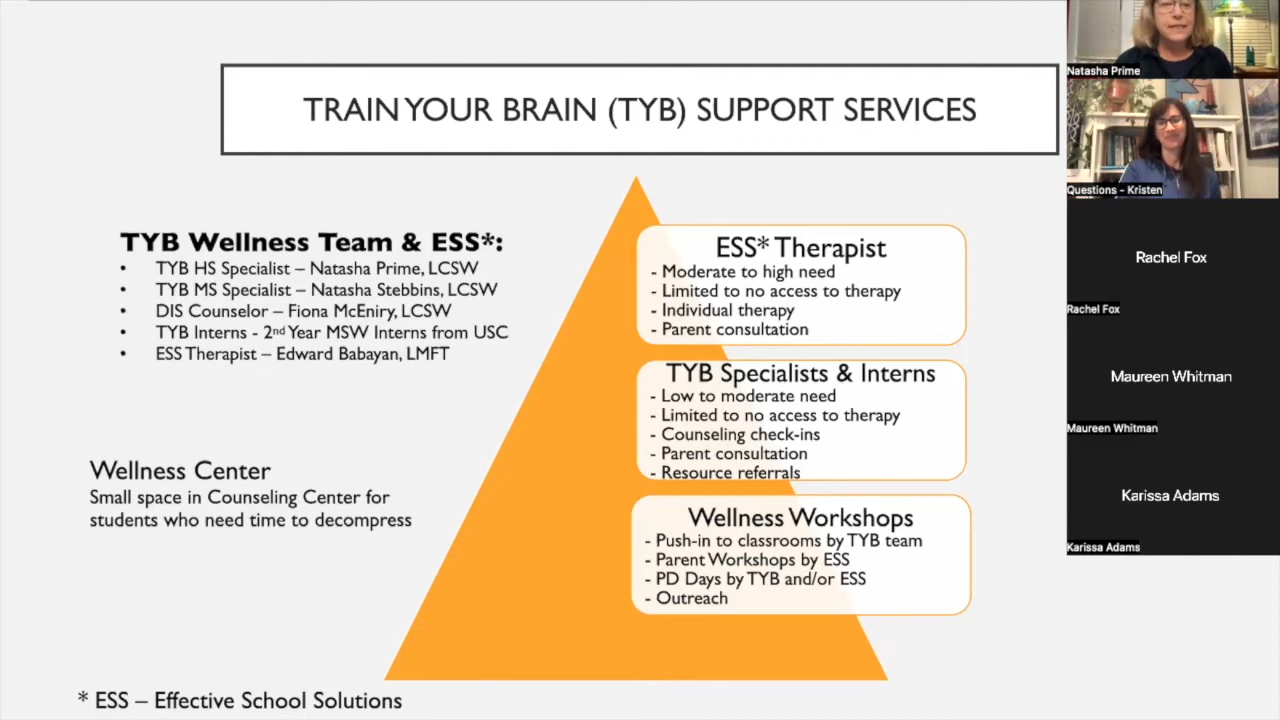 TRAIN YOUR BRAIN (TYB) SUPPORT SERVICES
TYB Wellness Team & ESS*:
• TYB HS Specialist – Natasha Prime, LCSW
• TYB MS Specialist – Natasha Stebbins, LCSW
• DIS Counselor – Fiona McEniry, LCSW
• TYB Interns - 2nd Year MSW Interns from USC
• ESS Therapist – Edward Babayan, LMFT
Wellness Center
Small space in Counseling Center for
students who need time to decompress
ESS* Therapist
- Moderate to high need
- Limited to no access to therapy
- Individual therapy
- Parent consultation
TYB Specialists & Interns
- Low to moderate need
- Limited to no access to therapy
- Counseling check-ins
- Parent consultation
- Resource referrals
Wellness Workshops
- Push-in to classrooms by TYB team
- Parent Workshops by ESS
- PD Days by TYB and/or ESS
- Outreach
* ESS – Effective School Solutions
Natasha Prime
Questions - Kristen
Rachel Fox
Rachel Fox
Maureen Whitman
Maureen Whitman
Karissa Adams
Karissa Adams